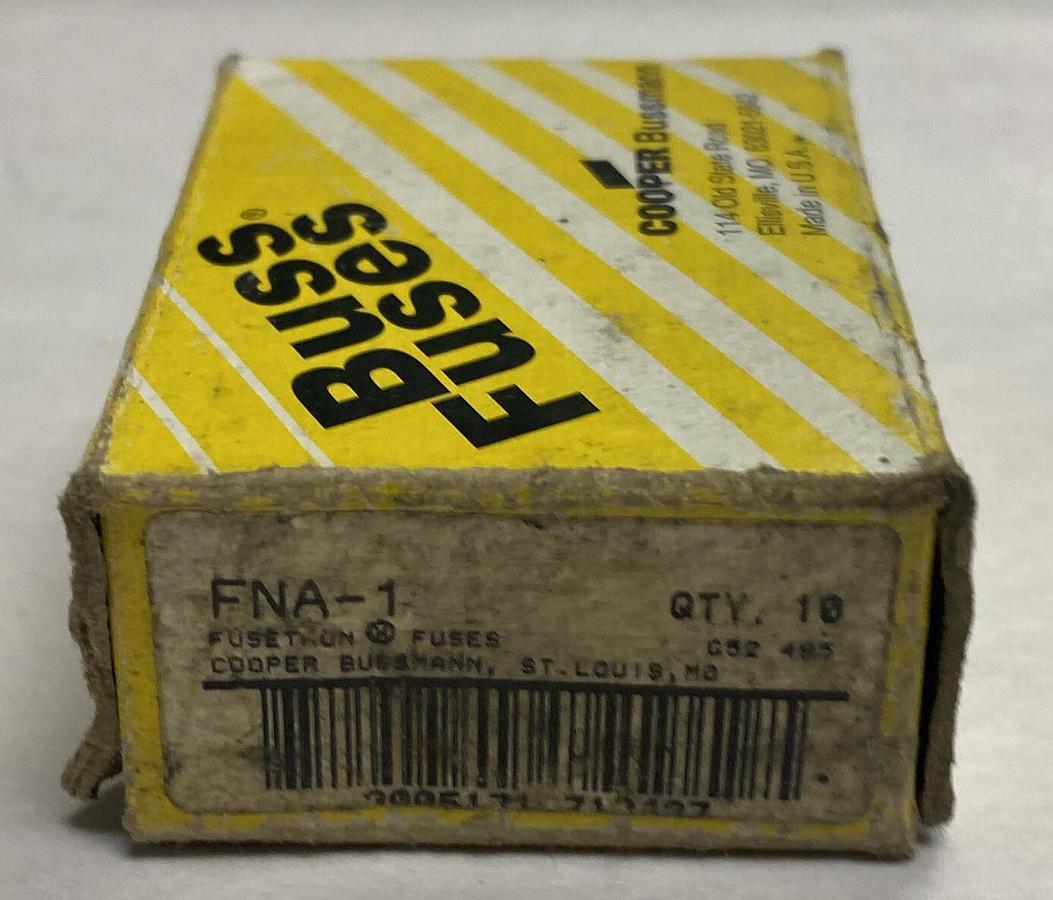 Buss®
Fuses
COOPER Bussmann
114 Old State Road
Ellisville, MO
Made in U.S.A.
FNA-1
QTY. 10
FUSETRON ® FUSES
COOPER BUSSMANN, ST.LOUIS, MO